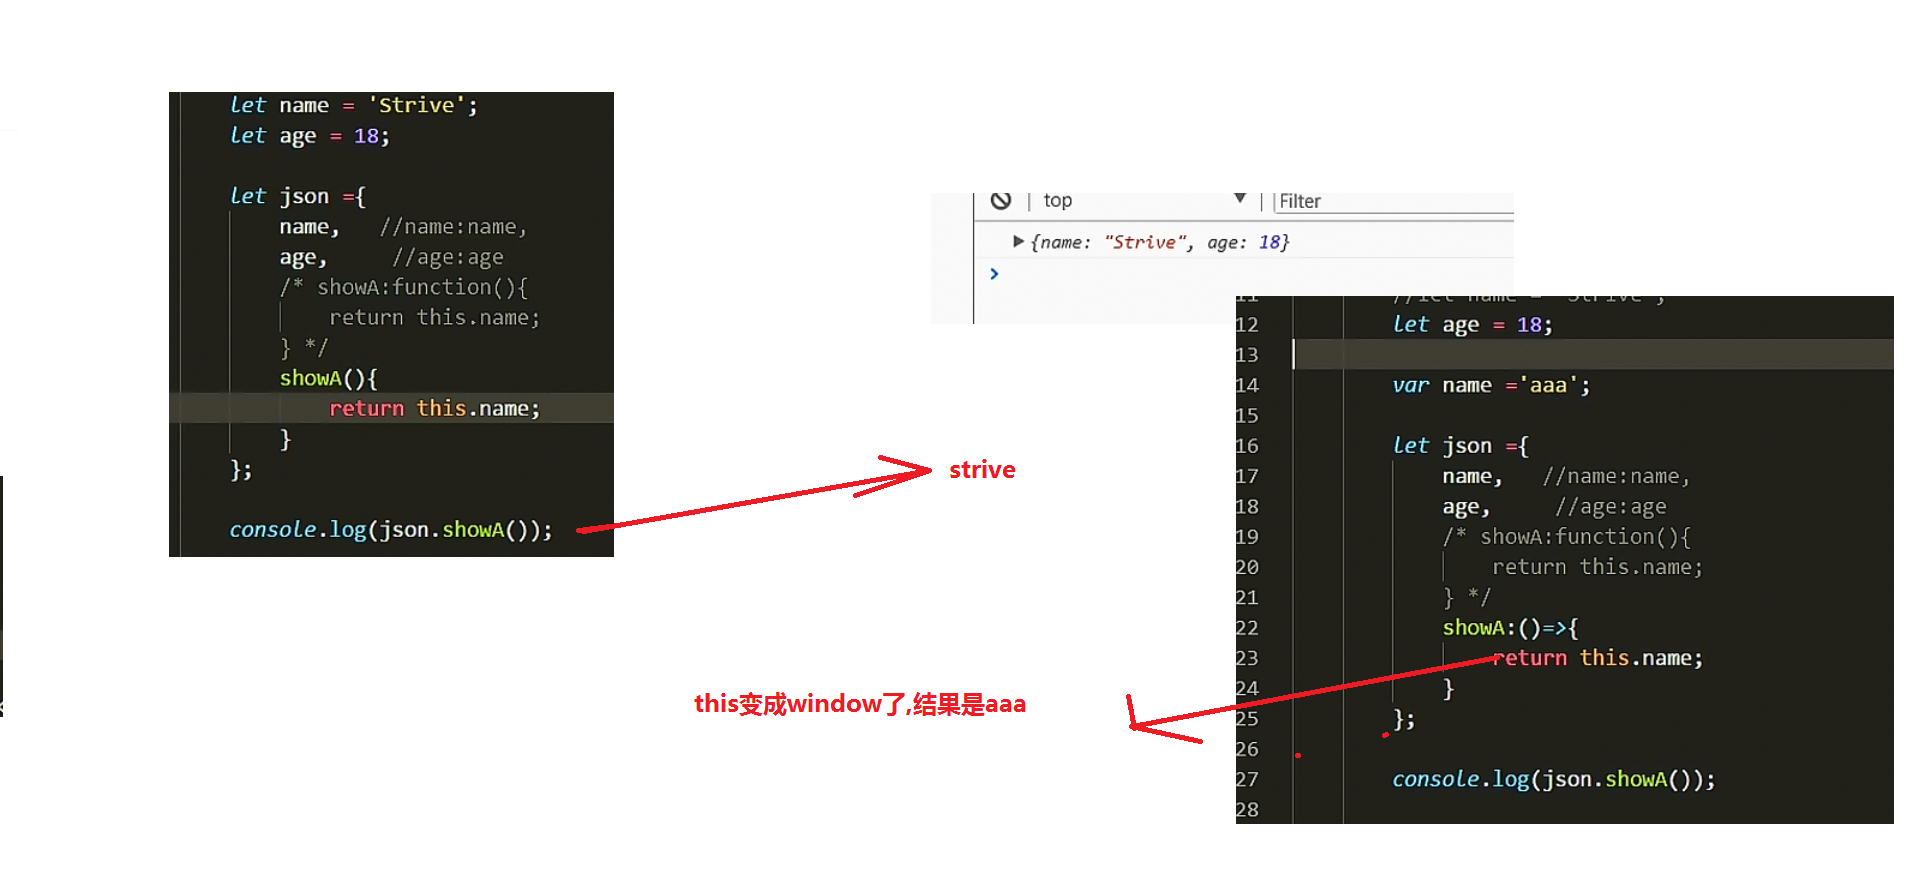 let name = 'Strive';
let age = 18;
let json ={
name, //name:name,
age, //age:age
/* showA:function(){
return this.name;
} */
showA(){
return this.name;
}
};
console.log(json.showA());
strive
top
Filter
{name: "Strive", age: 18}
>
this变成window了,结果是aaa
11 //let name = 'Strive';
12 let age = 18;
13
14 var name ='aaa';
15
16 let json ={
17 name, //name:name,
18 age, //age:age
19 /* showA:function(){
20 return this.name;
21 } */
22 showA:()=>{
23 return this.name;
24 }
25 };
26
27 console.log(json.showA());
28